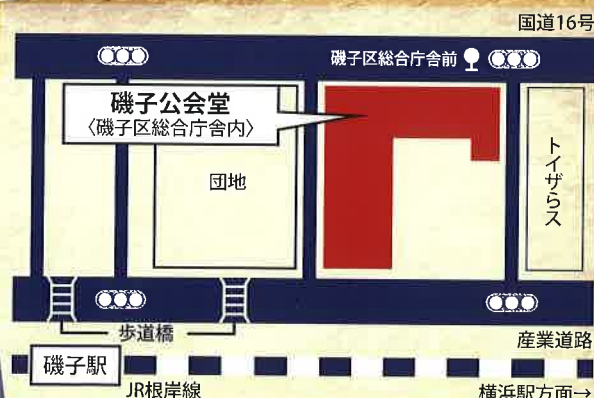 国道16号
磯子区総合庁舎前
磯子公会堂
〈磯子区総合庁舎内〉
団地
トイザらス
歩道橋
産業道路
磯子駅
JR根岸線
横浜駅方面→